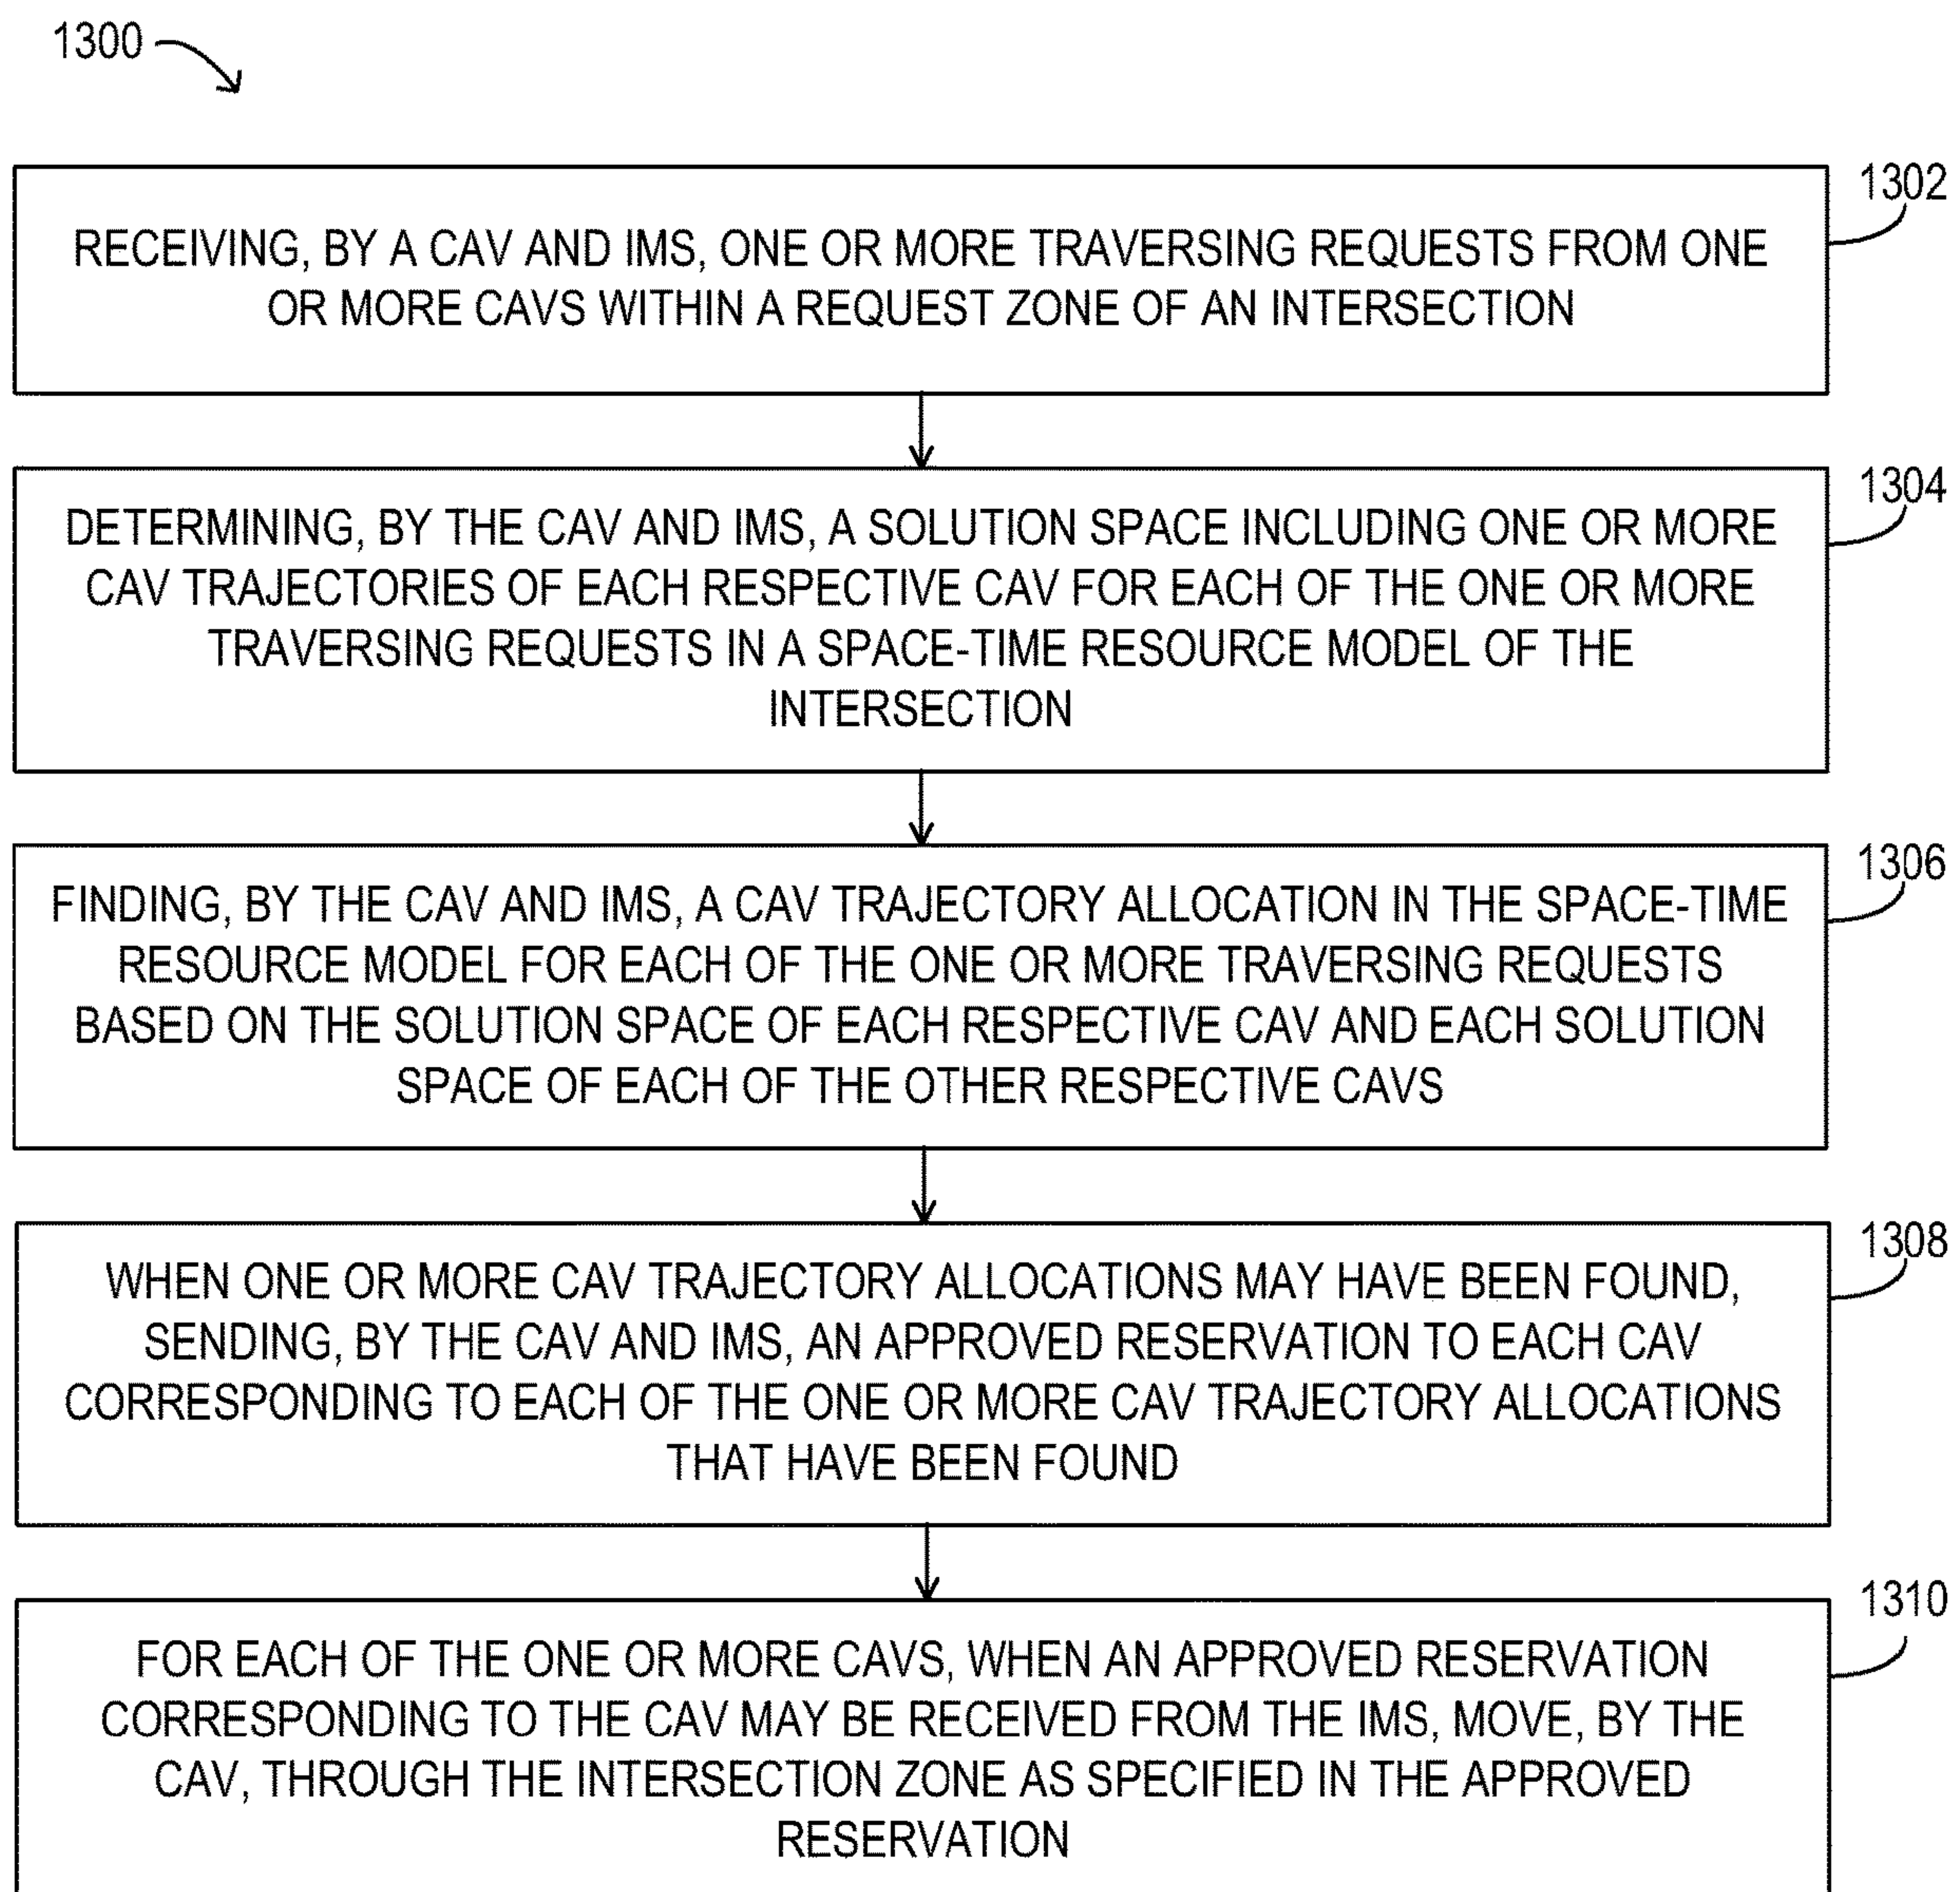 1300
1302
RECEIVING, BY A CAV AND IMS, ONE OR MORE TRAVERSING REQUESTS FROM ONE
OR MORE CAVS WITHIN A REQUEST ZONE OF AN INTERSECTION
1304
DETERMINING, BY THE CAV AND IMS, A SOLUTION SPACE INCLUDING ONE OR MORE
CAV TRAJECTORIES OF EACH RESPECTIVE CAV FOR EACH OF THE ONE OR MORE
TRAVERSING REQUESTS IN A SPACE-TIME RESOURCE MODEL OF THE
INTERSECTION
1306
FINDING, BY THE CAV AND IMS, A CAV TRAJECTORY ALLOCATION IN THE SPACE-TIME
RESOURCE MODEL FOR EACH OF THE ONE OR MORE TRAVERSING REQUESTS
BASED ON THE SOLUTION SPACE OF EACH RESPECTIVE CAV AND EACH SOLUTION
SPACE OF EACH OF THE OTHER RESPECTIVE CAVS
1308
WHEN ONE OR MORE CAV TRAJECTORY ALLOCATIONS MAY HAVE BEEN FOUND,
SENDING, BY THE CAV AND IMS, AN APPROVED RESERVATION TO EACH CAV
CORRESPONDING TO EACH OF THE ONE OR MORE CAV TRAJECTORY ALLOCATIONS
THAT HAVE BEEN FOUND
1310
FOR EACH OF THE ONE OR MORE CAVS, WHEN AN APPROVED RESERVATION
CORRESPONDING TO THE CAV MAY BE RECEIVED FROM THE IMS, MOVE, BY THE
CAV, THROUGH THE INTERSECTION ZONE AS SPECIFIED IN THE APPROVED
RESERVATION